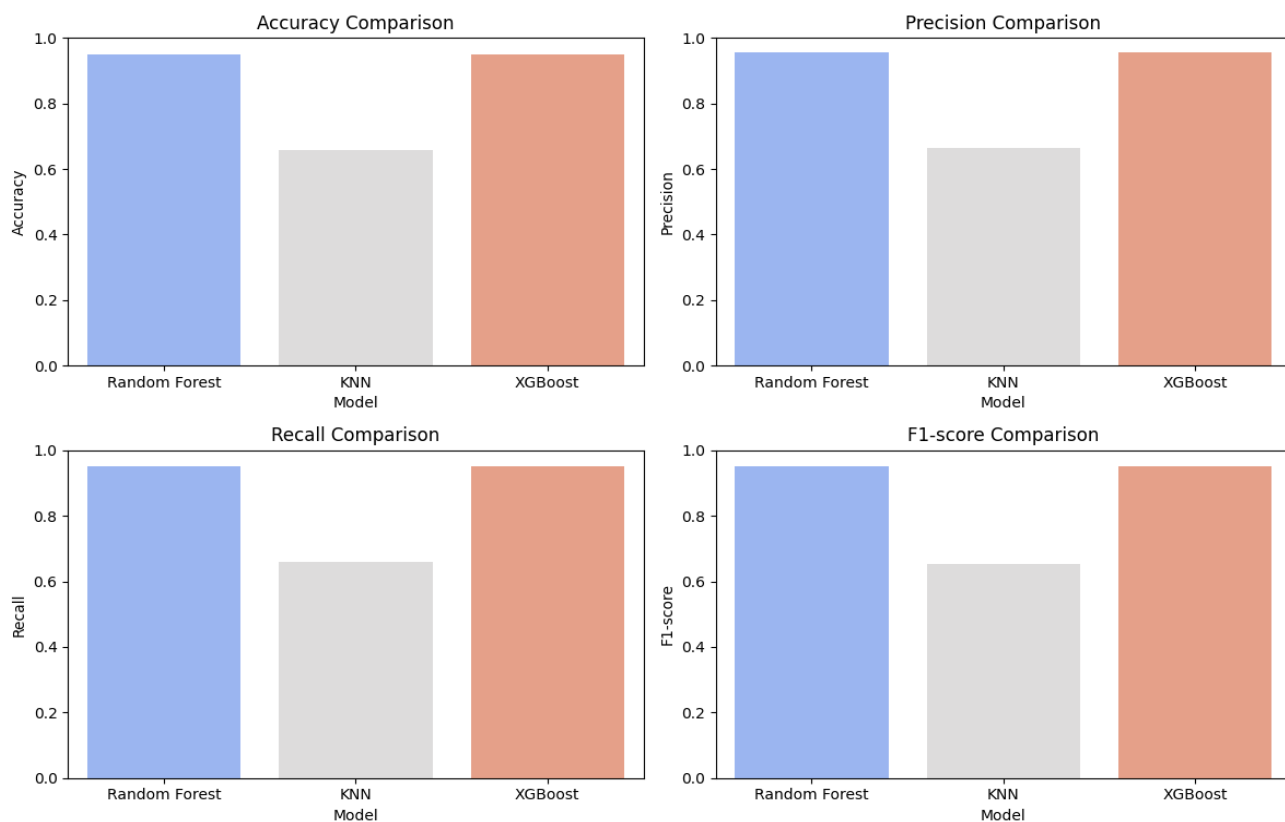 Accuracy Comparison
1.0
0.8
0.6
0.4
0.2
0.0
Accuracy
Random Forest KNN XGBoost
Model
Precision Comparison
1.0
0.8
0.6
0.4
0.2
0.0
Precision
Random Forest KNN XGBoost
Model
Recall Comparison
1.0
0.8
0.6
0.4
0.2
0.0
Recall
Random Forest KNN XGBoost
Model
F1-score Comparison
1.0
0.8
0.6
0.4
0.2
0.0
F1-score
Random Forest KNN XGBoost
Model